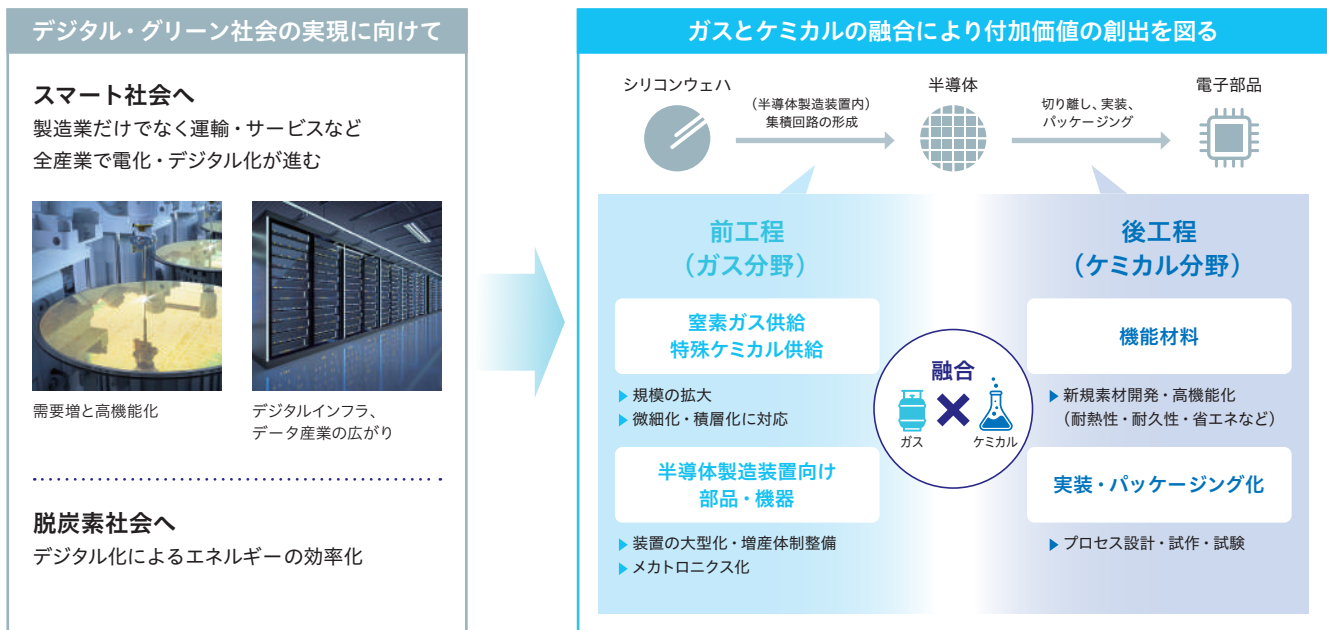 デジタル・グリーン社会の実現に向けて
スマート社会へ
製造業だけでなく運輸・サービスなど
全産業で電化・デジタル化が進む
需要増と高機能化
デジタルインフラ、
データ産業の広がり
脱炭素社会へ
デジタル化によるエネルギーの効率化
ガスとケミカルの融合により付加価値の創出を図る
シリコンウェハ
(半導体製造装置内)
集積回路の形成
半導体
切り離し、実装、
パッケージング
電子部品
前工程
(ガス分野)
窒素ガス供給
特殊ケミカル供給
▶規模の拡大
▶微細化・積層化に対応
半導体製造装置向け
部品・機器
▶装置の大型化・増産体制整備
▶メカトロニクス化
融合
ガス
ケミカル
後工程
(ケミカル分野)
機能材料
▶新規素材開発・高機能化
(耐熱性・耐久性・省エネなど)
実装・パッケージング化
▶プロセス設計・試作・試験